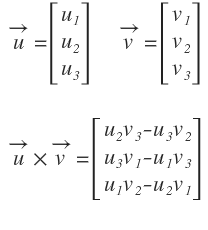 u⃗ = [u₁ u₂ u₃] v⃗ = [v₁ v₂ v₃]
u⃗ × v⃗ = [u₂v₃-u₃v₂ u₃v₁-u₁v₃ u₁v₂-u₂v₁]